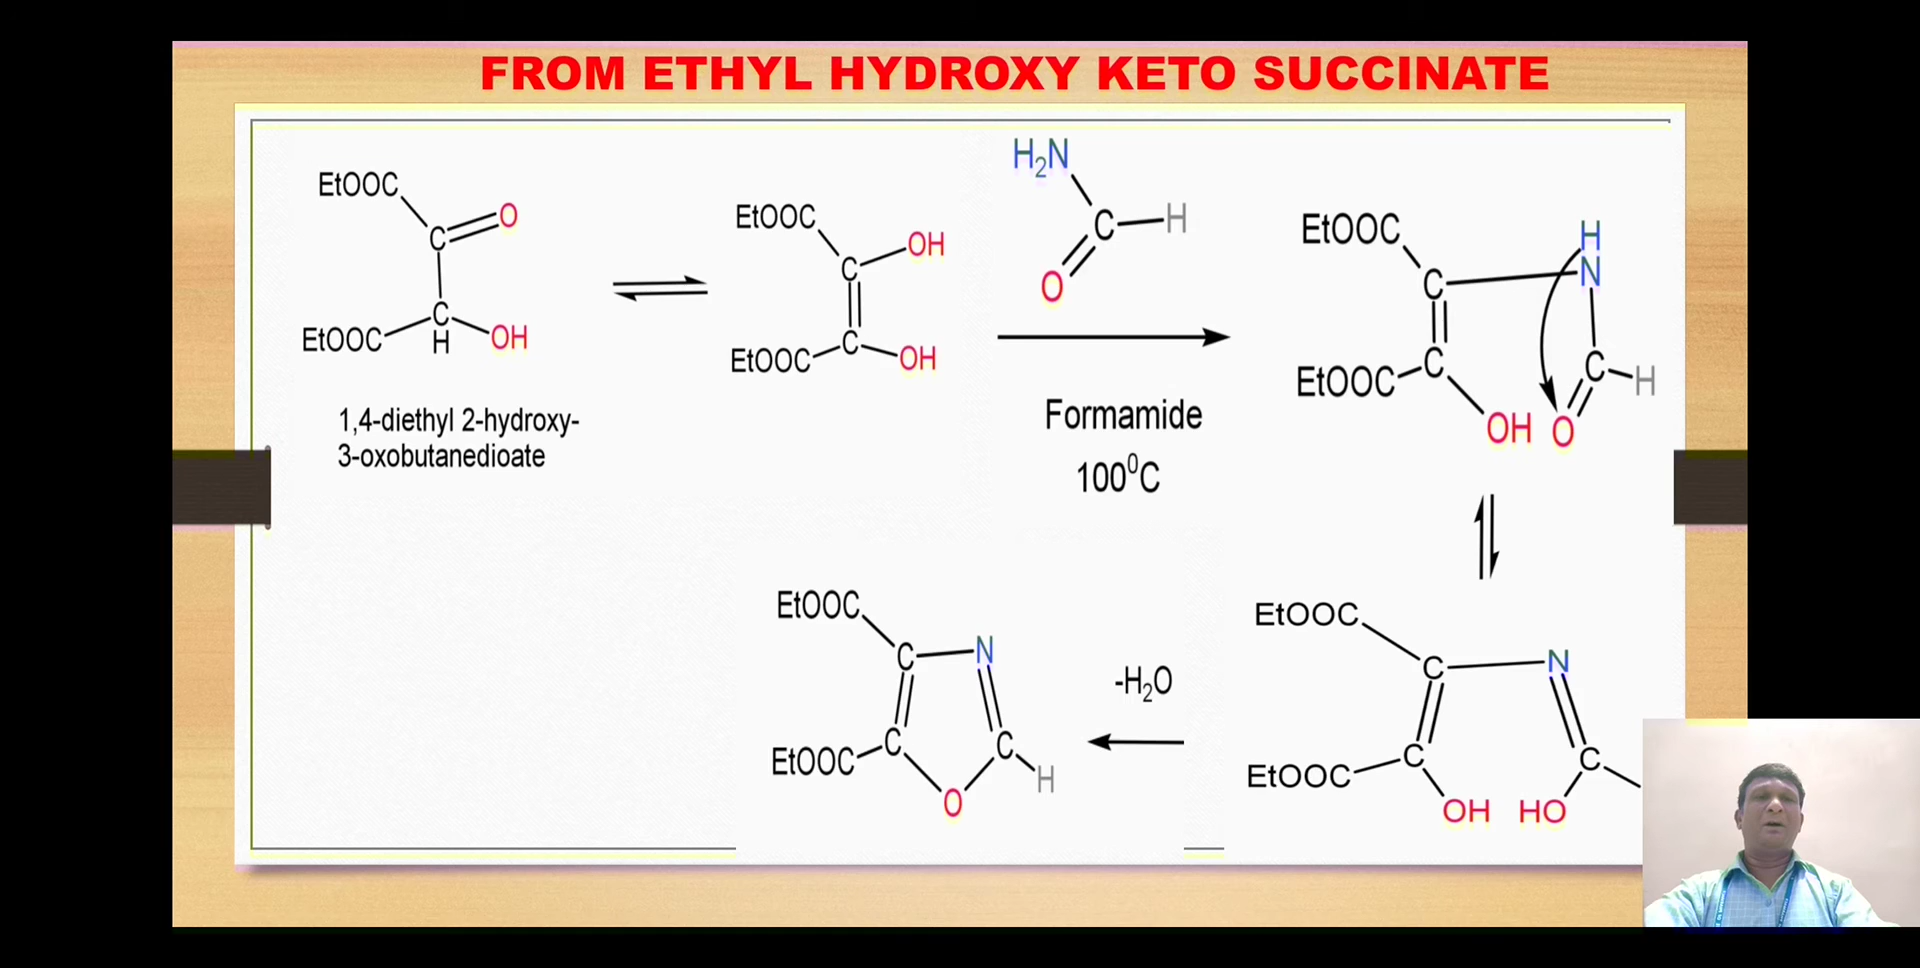 FROM ETHYL HYDROXY KETO SUCCINATE
EtOOC
C
O
EtOOC
C
H
OH
1,4-diethyl 2-hydroxy-
3-oxobutanedioate
EtOOC
C
OH
EtOOC
C
OH
H₂N
C
H
O
Formamide
100⁰C
EtOOC
C
H
N
EtOOC
C
OH
O
C
H
EtOOC
C
N
EtOOC
C
C
OH
HO
-H₂O
EtOOC
C
N
EtOOC
C
C
H
O